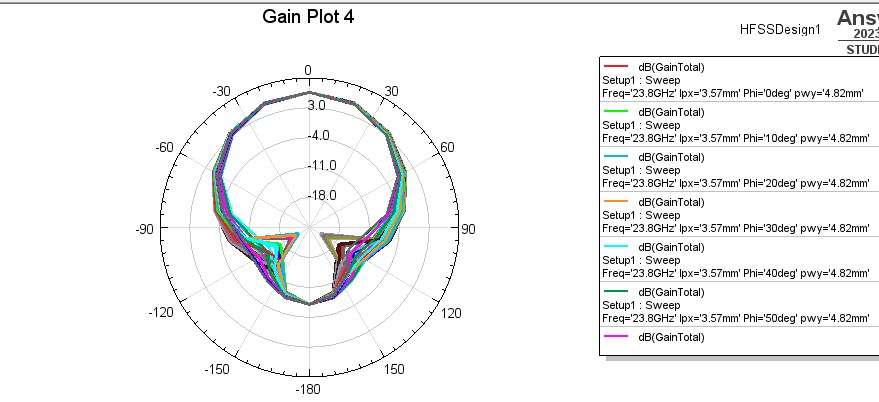 Gain Plot 4
HFSSDesign1
Ans
2023
STUD
0
-30
30
3.0
-4.0
-60
60
-11.0
-18.0
-90
90
-120
120
-150
150
-180
dB(GainTotal)
Setup1 : Sweep
Freq='23.8GHz' lpx='3.57mm' Phi='0deg' pwy='4.82mm'
dB(GainTotal)
Setup1 : Sweep
Freq='23.8GHz' lpx='3.57mm' Phi='10deg' pwy='4.82mm'
dB(GainTotal)
Setup1 : Sweep
Freq='23.8GHz' lpx='3.57mm' Phi='20deg' pwy='4.82mm'
dB(GainTotal)
Setup1 : Sweep
Freq='23.8GHz' lpx='3.57mm' Phi='30deg' pwy='4.82mm'
dB(GainTotal)
Setup1 : Sweep
Freq='23.8GHz' lpx='3.57mm' Phi='40deg' pwy='4.82mm'
dB(GainTotal)
Setup1 : Sweep
Freq='23.8GHz' lpx='3.57mm' Phi='50deg' pwy='4.82mm'
dB(GainTotal)